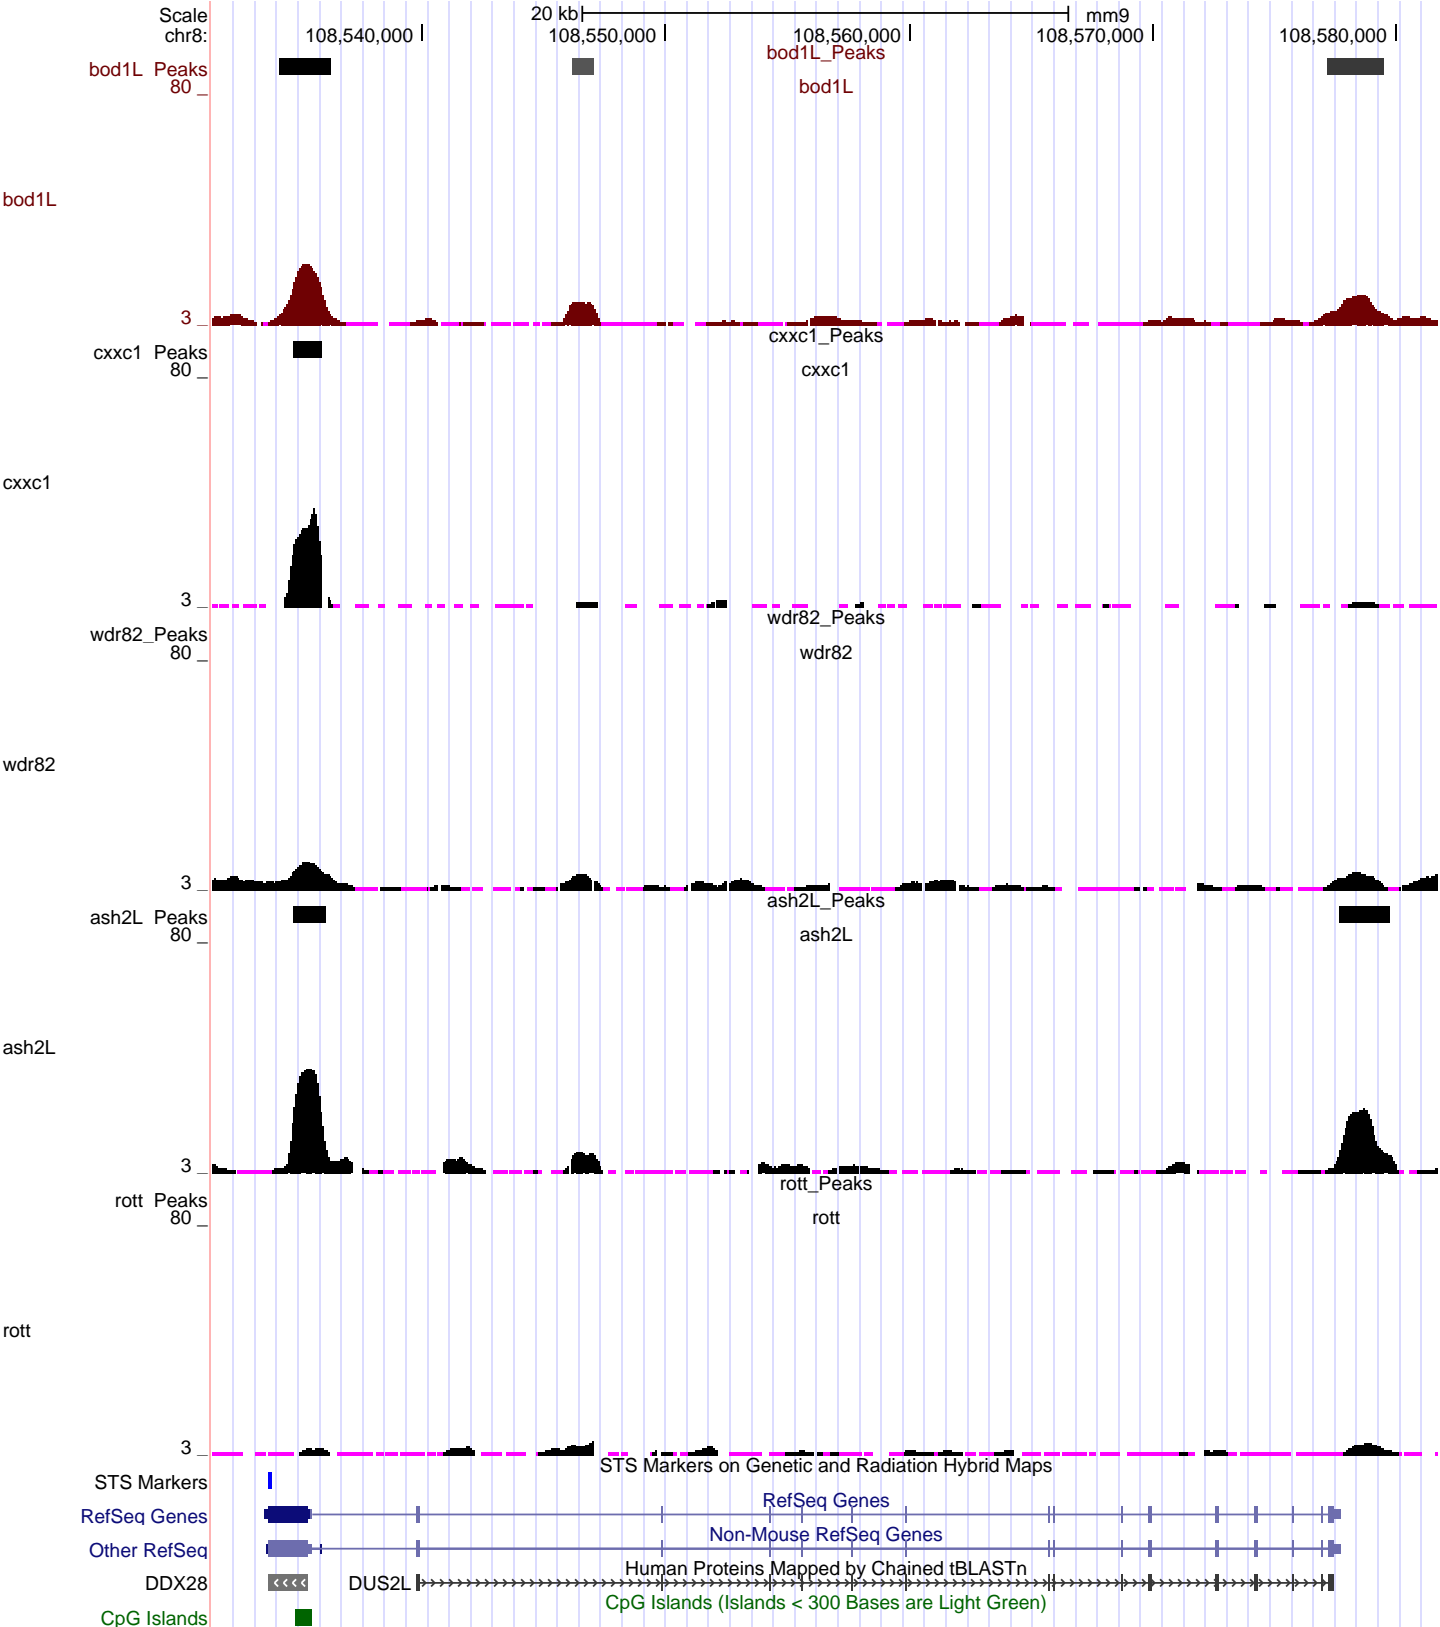 Scale 20 kb mm9
chr8: 108,540,000 108,550,000 108,560,000 108,570,000 108,580,000
bod1L_Peaks
bod1L Peaks
80 _ bod1L
bod1L
3 _
cxxc1_Peaks
cxxc1 Peaks
80 _ cxxc1
cxxc1
3 _
wdr82_Peaks
wdr82_Peaks
80 _ wdr82
wdr82
3 _
ash2L_Peaks
ash2L Peaks
80 _ ash2L
ash2L
3 _
rott_Peaks
rott Peaks
80 _ rott
rott
3 _
STS Markers on Genetic and Radiation Hybrid Maps
STS Markers
RefSeq Genes
RefSeq Genes
Non-Mouse RefSeq Genes
Other RefSeq
Human Proteins Mapped by Chained tBLASTn
DDX28 DUS2L
CpG Islands (Islands < 300 Bases are Light Green)
CpG Islands